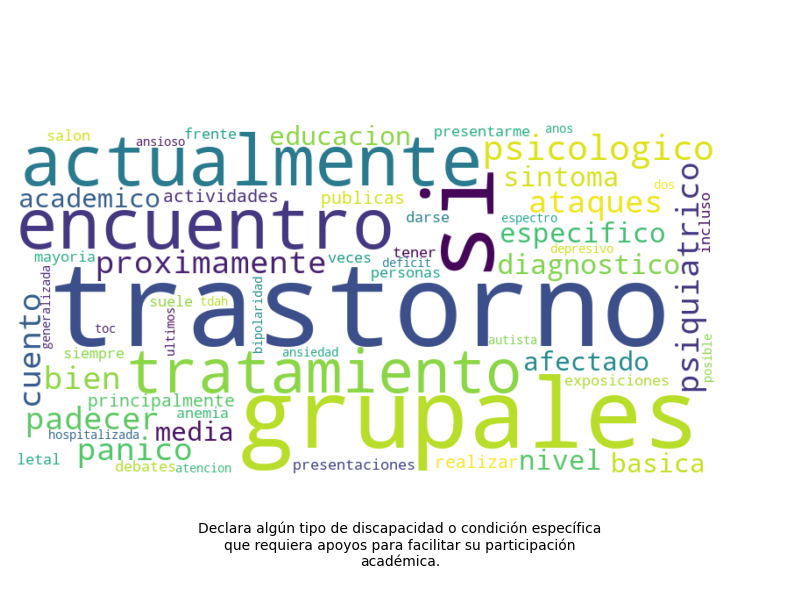 salon ansioso frente educacion presentarme anos
actualmente psicologico
sintoma dos
academico actividades publicas si ataques psiquiatrico incluso
encuentro darse espectro
especifico
mayoria proximamente veces tener deficit personas depresivo
diagnostico
generalizada trastorno
cuento suele tdah bipolaridad
toc ultimos
siempre ansiedad autista
bien tratamiento afectado posible
principalmente exposiciones
padecer anemia grupales
hospitalizada media
panico nivel basica
letal debates atencion presentaciones realizar
Declara algún tipo de discapacidad o condición específica
que requiera apoyos para facilitar su participación
académica.